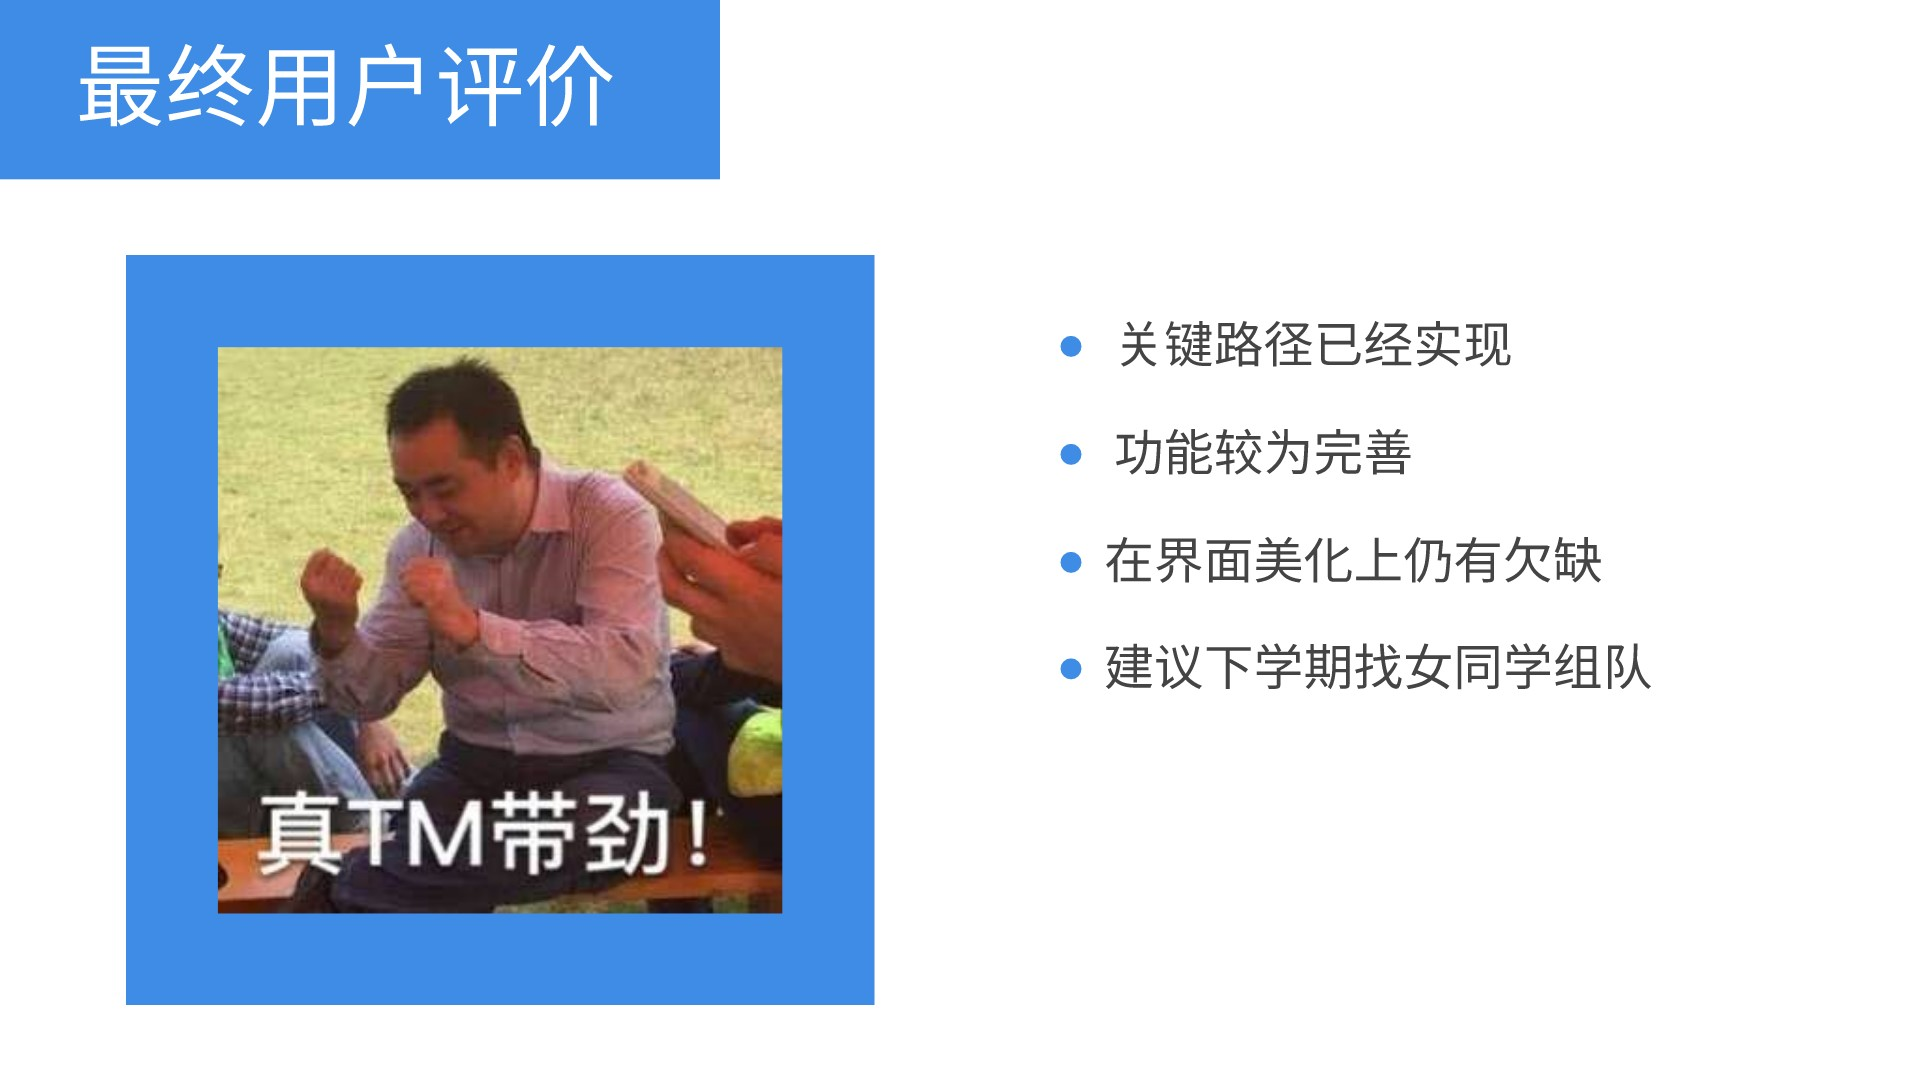 最终用户评价
真TM带劲！
关键路径已经实现
功能较为完善
在界面美化上仍有欠缺
建议下学期找女同学组队